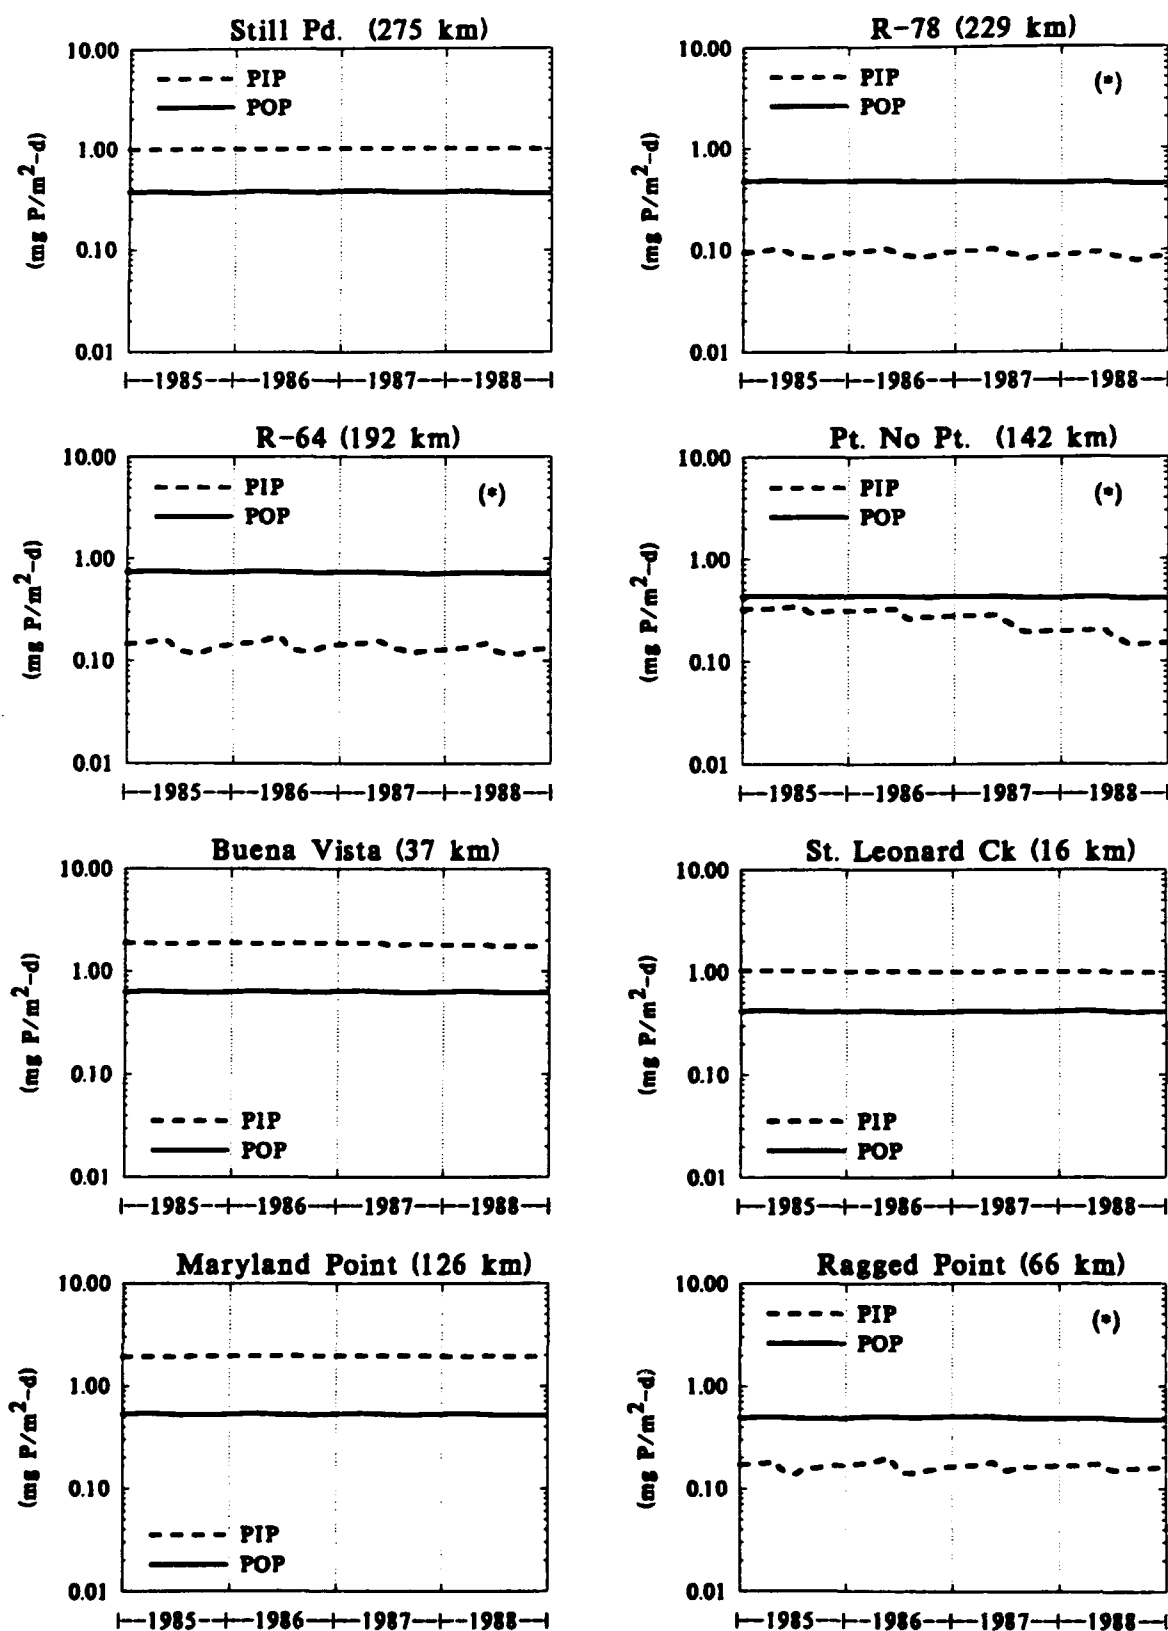 Still Pd. (275 km)
10.00
1.00
0.10
0.01
(mg P/m²-d)
PIP
POP
|--1985--|--1986--|--1987--|--1988--|
R-78 (229 km)
10.00
1.00
0.10
0.01
(mg P/m²-d)
PIP
POP
(*)
|--1985--|--1986--|--1987--|--1988--|
R-64 (192 km)
10.00
1.00
0.10
0.01
(mg P/m²-d)
PIP
POP
(*)
|--1985--|--1986--|--1987--|--1988--|
Pt. No Pt. (142 km)
10.00
1.00
0.10
0.01
(mg P/m²-d)
PIP
POP
(*)
|--1985--|--1986--|--1987--|--1988--|
Buena Vista (37 km)
10.00
1.00
0.10
0.01
(mg P/m²-d)
PIP
POP
|--1985--|--1986--|--1987--|--1988--|
St. Leonard Ck (16 km)
10.00
1.00
0.10
0.01
(mg P/m²-d)
PIP
POP
|--1985--|--1986--|--1987--|--1988--|
Maryland Point (126 km)
10.00
1.00
0.10
0.01
(mg P/m²-d)
PIP
POP
|--1985--|--1986--|--1987--|--1988--|
Ragged Point (66 km)
10.00
1.00
0.10
0.01
(mg P/m²-d)
PIP
POP
(*)
|--1985--|--1986--|--1987--|--1988--|